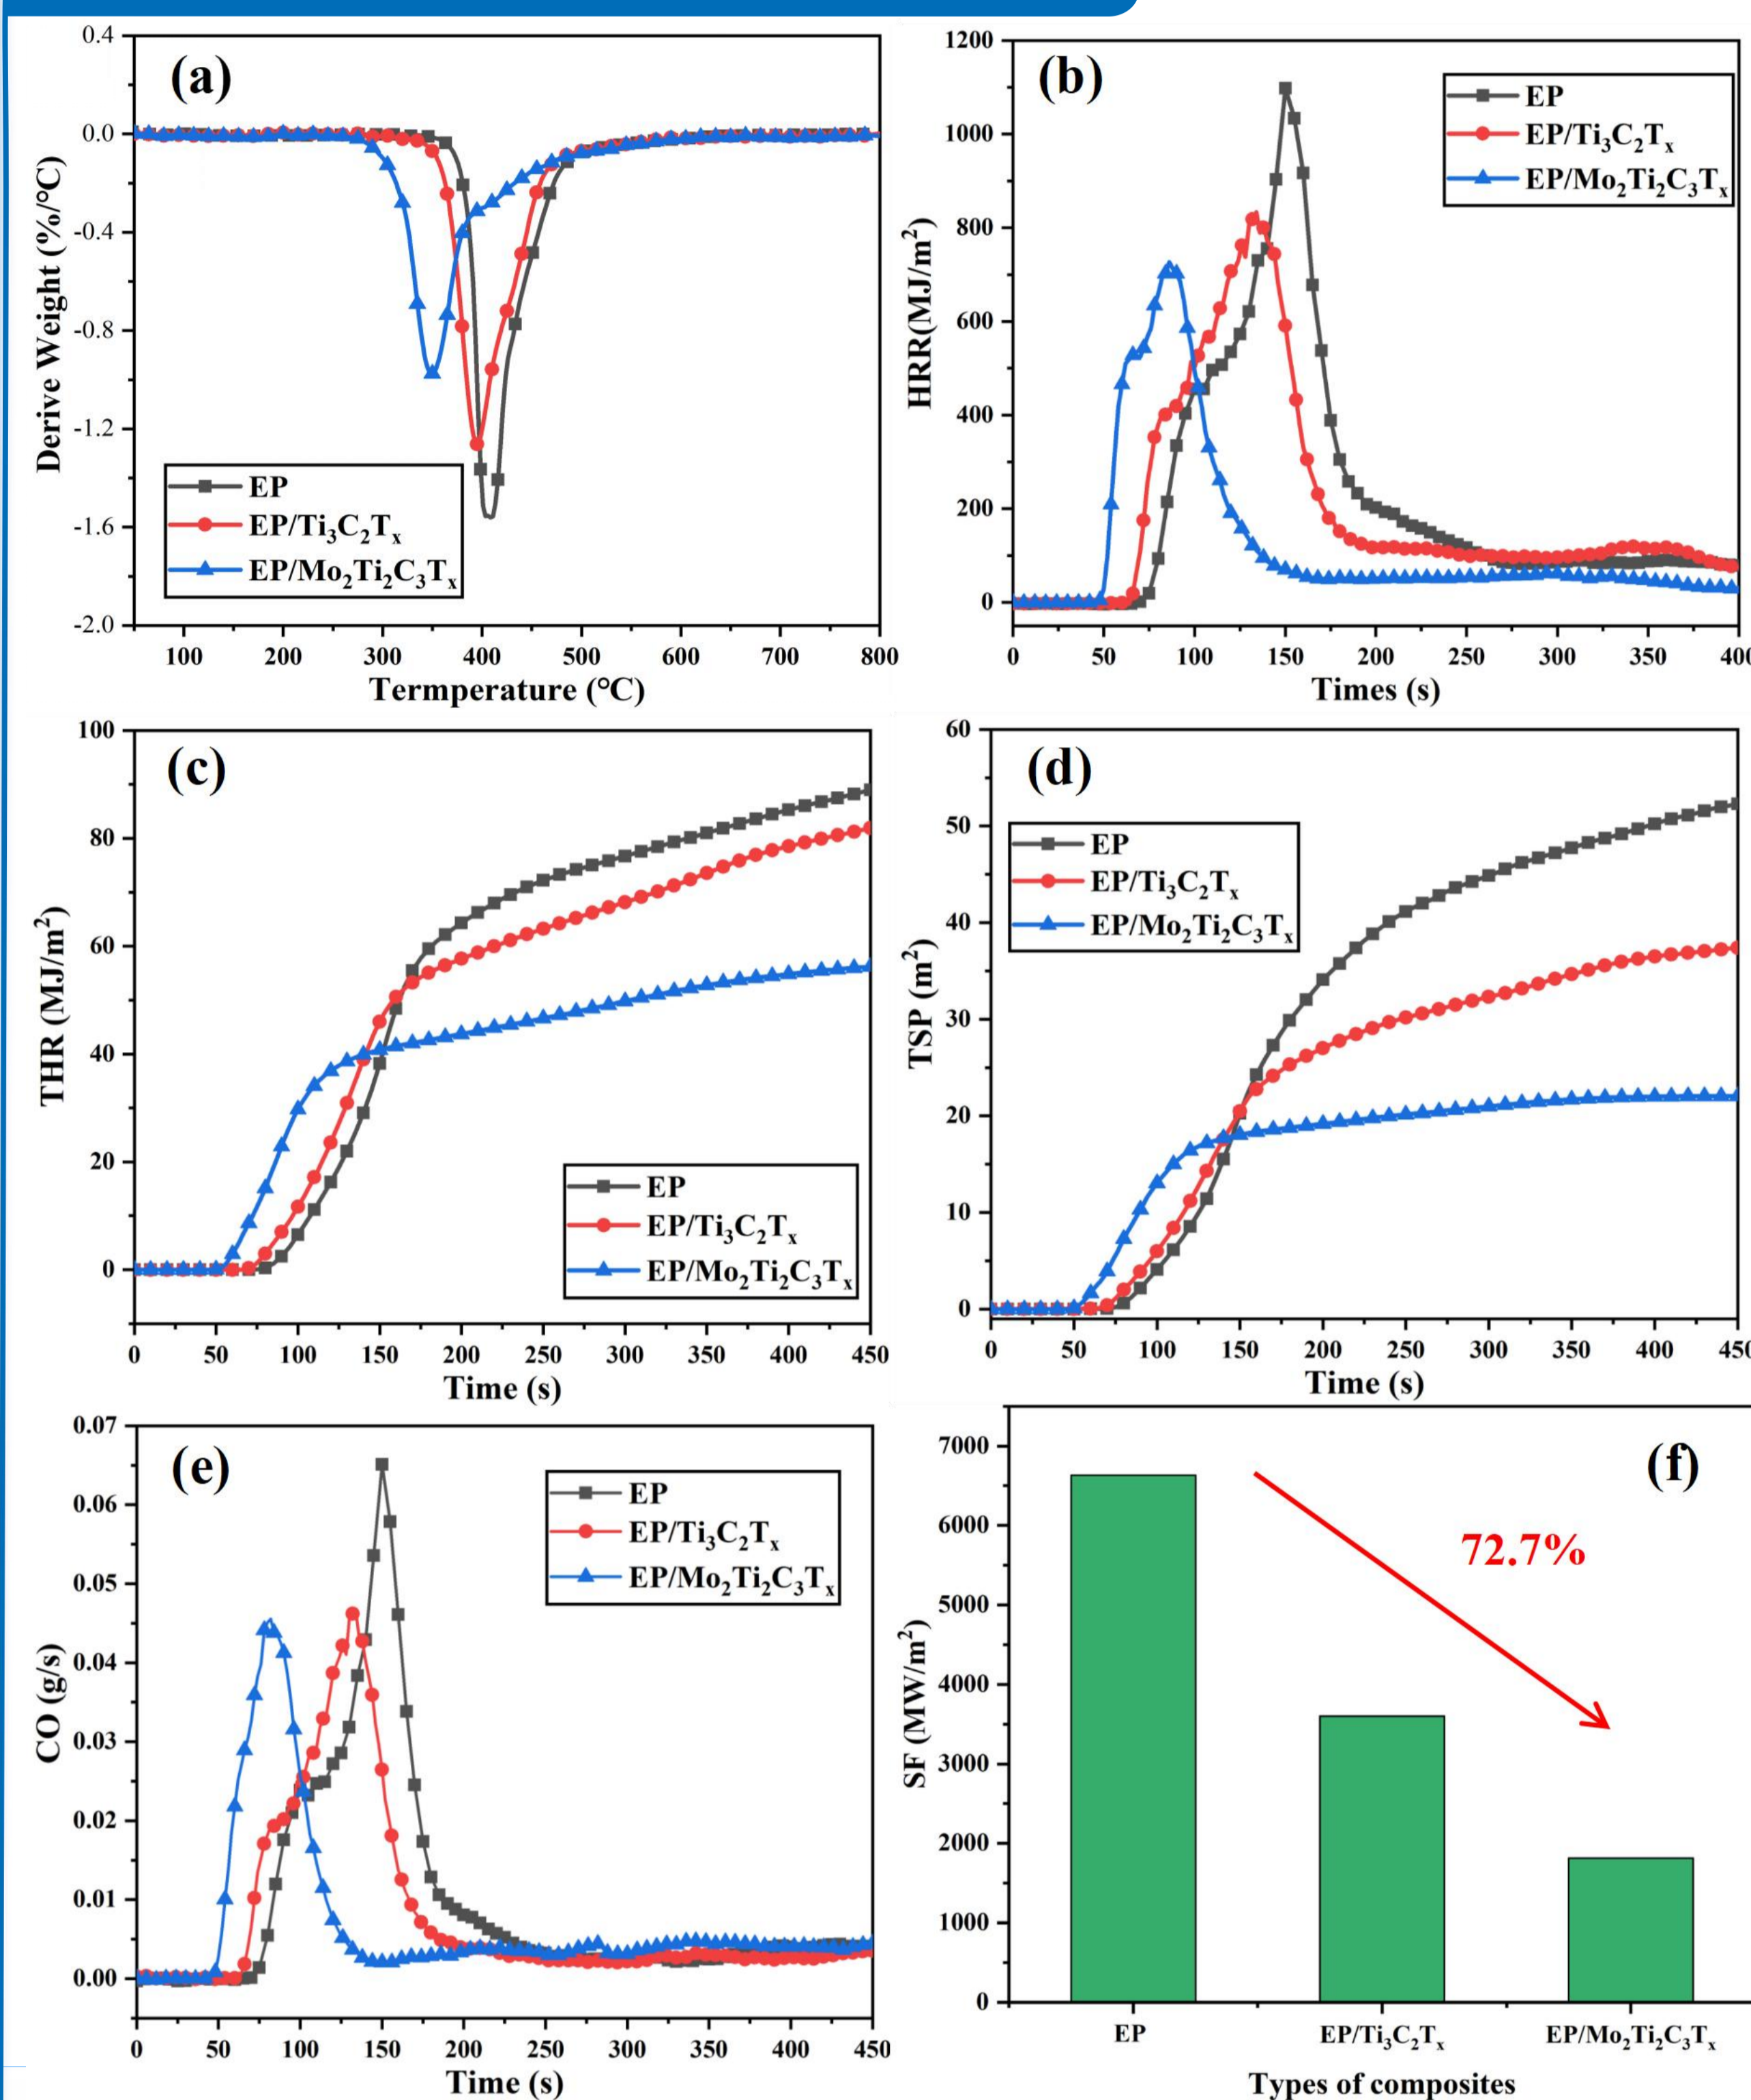 (a)
0.4
0.0
-0.4
-0.8
-1.2
-1.6
-2.0
Derive Weight (%/°C)
EP
EP/Ti₃C₂Tₓ
EP/Mo₂Ti₂C₃Tₓ
100 200 300 400 500 600 700 800
Termperature (°C)
(b)
1200
1000
800
600
400
200
0
HRR(MJ/m²)
EP
EP/Ti₃C₂Tₓ
EP/Mo₂Ti₂C₃Tₓ
0 50 100 150 200 250 300 350 400
Times (s)
(c)
100
80
60
40
20
0
THR (MJ/m²)
EP
EP/Ti₃C₂Tₓ
EP/Mo₂Ti₂C₃Tₓ
0 50 100 150 200 250 300 350 400 450
Time (s)
(d)
60
50
40
30
20
10
0
TSP (m²)
EP
EP/Ti₃C₂Tₓ
EP/Mo₂Ti₂C₃Tₓ
0 50 100 150 200 250 300 350 400 450
Time (s)
(e)
0.07
0.06
0.05
0.04
0.03
0.02
0.01
0.00
CO (g/s)
EP
EP/Ti₃C₂Tₓ
EP/Mo₂Ti₂C₃Tₓ
0 50 100 150 200 250 300 350 400 450
Time (s)
(f)
7000
6000
5000
4000
3000
2000
1000
0
SF (MW/m²)
72.7%
EP EP/Ti₃C₂Tₓ EP/Mo₂Ti₂C₃Tₓ
Types of composites